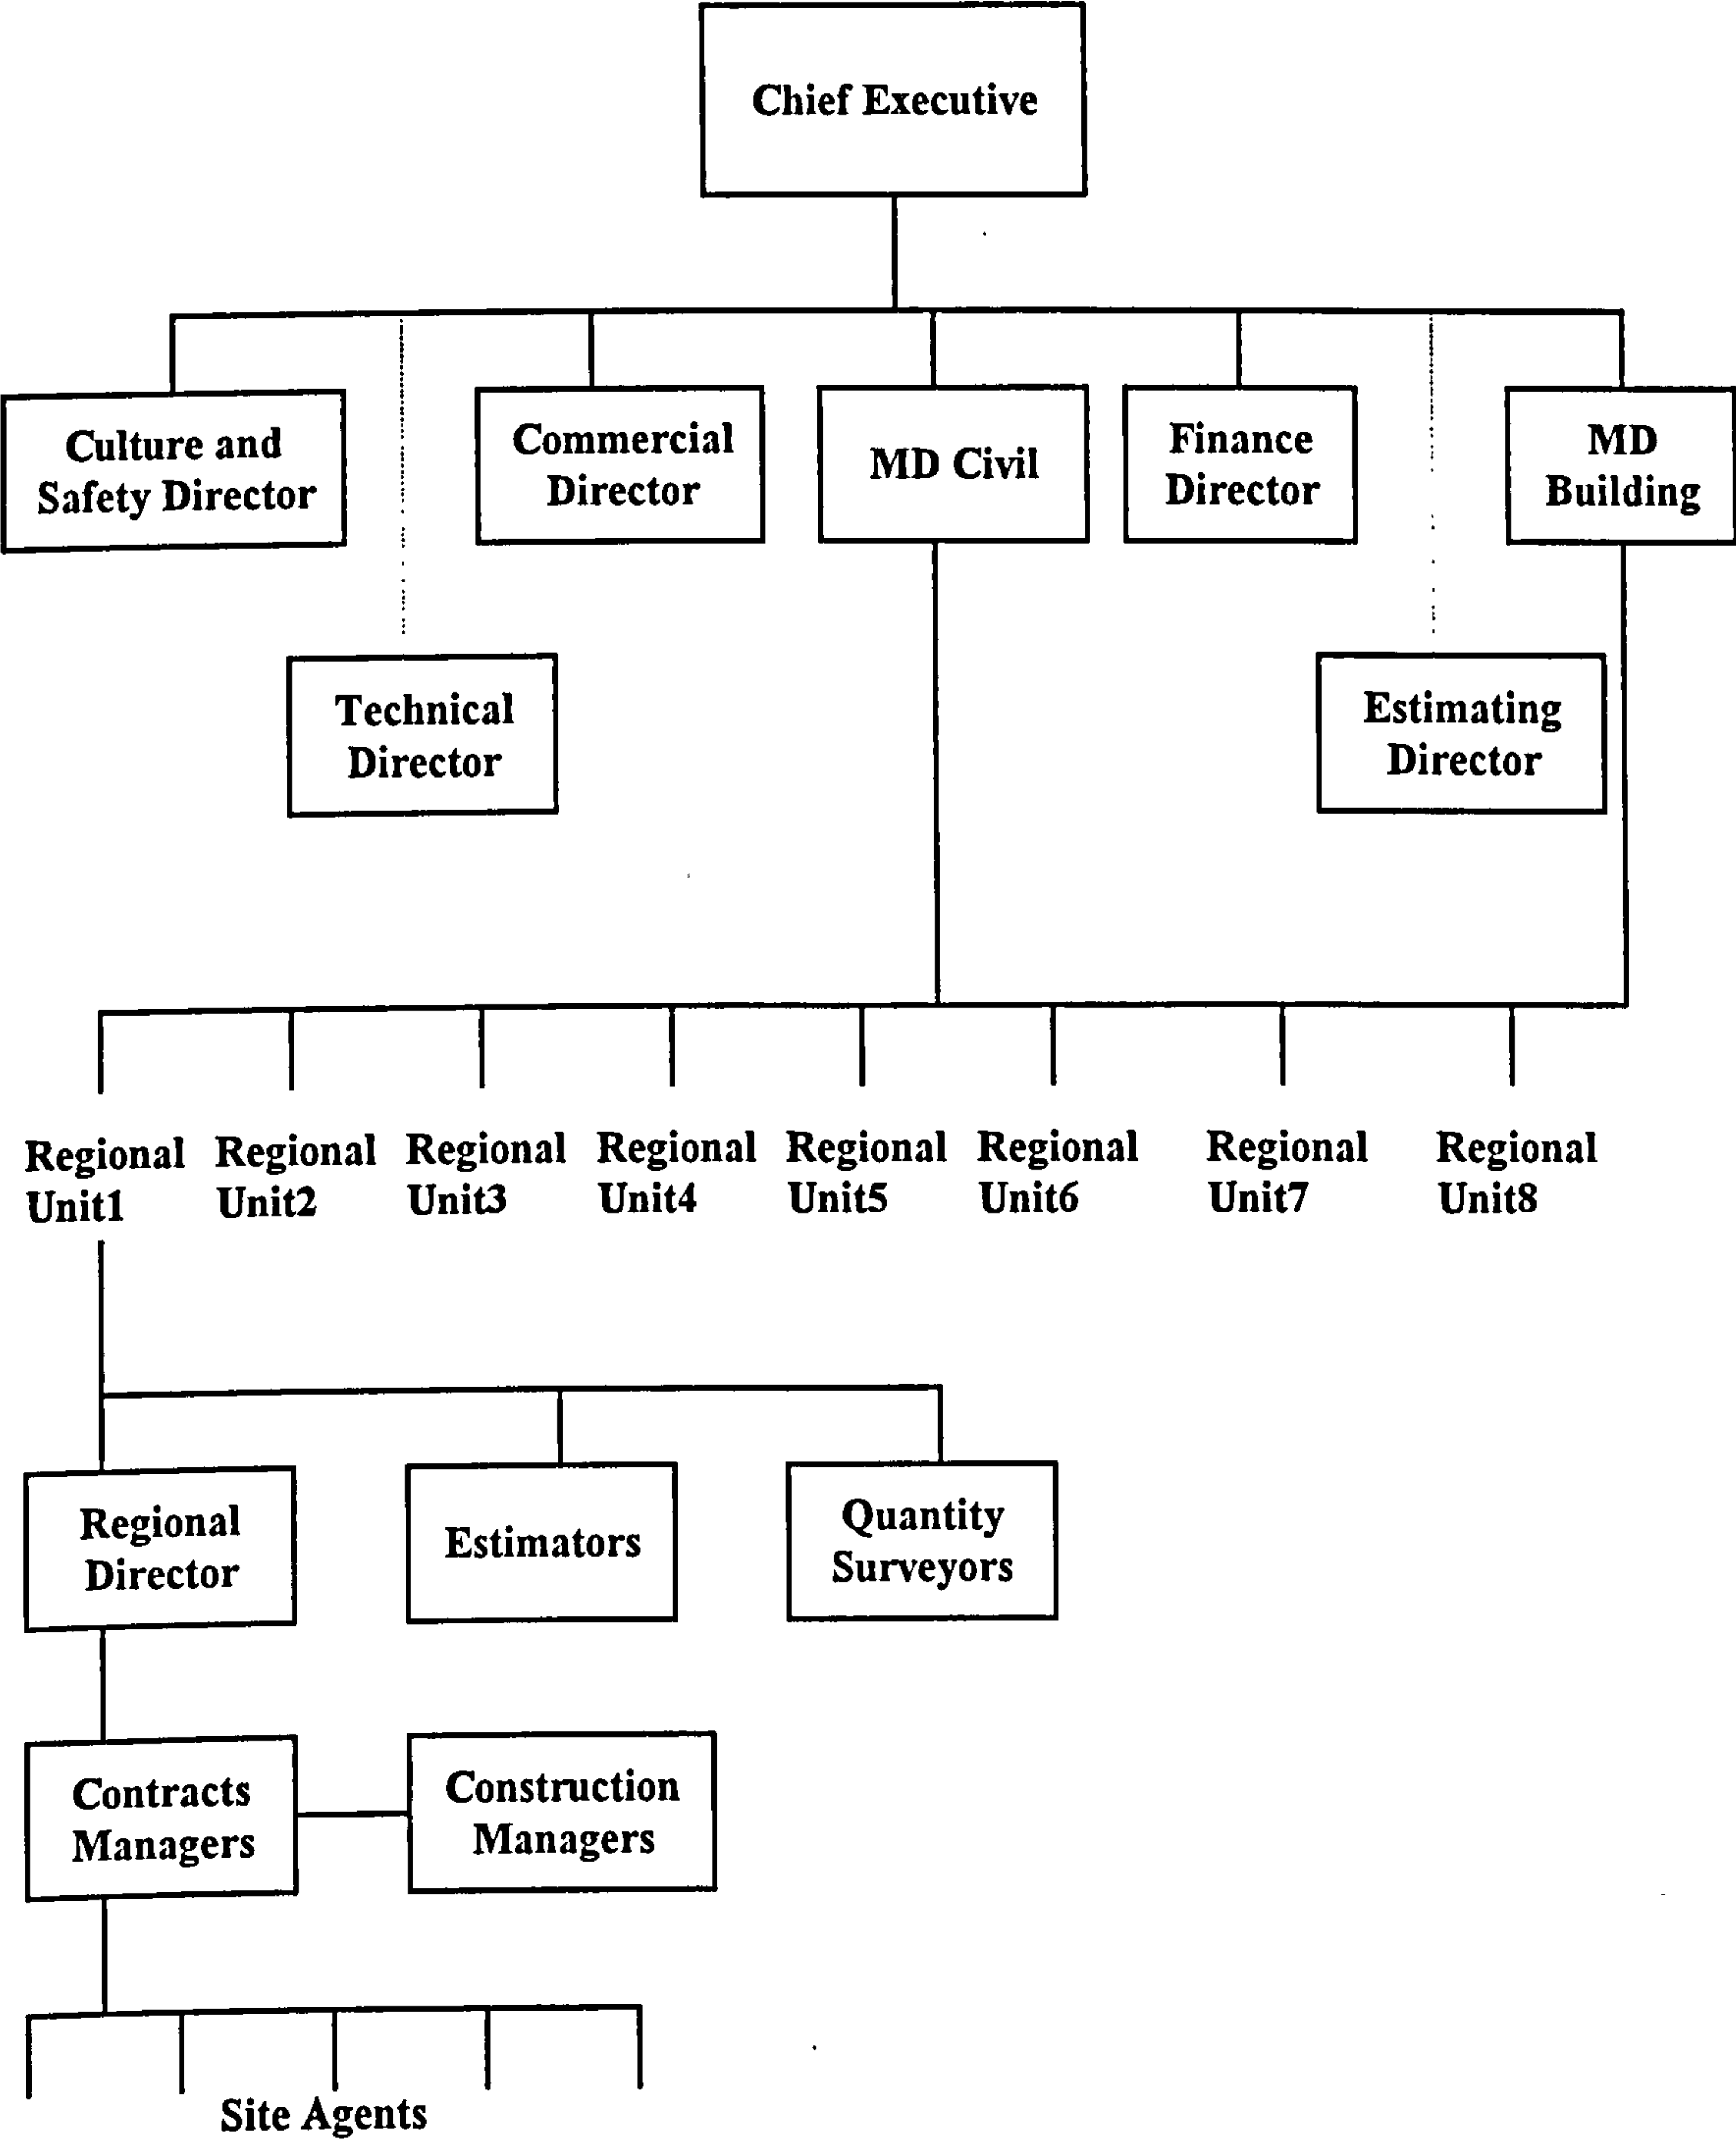 Chief Executive
Culture and
Safety Director
Commercial
Director
MD Civil
Finance
Director
MD
Building
Technical
Director
Estimating
Director
Regional
Unit1
Regional
Unit2
Regional
Unit3
Regional
Unit4
Regional
Unit5
Regional
Unit6
Regional
Unit7
Regional
Unit8
Regional
Director
Estimators
Quantity
Surveyors
Contracts
Managers
Construction
Managers
Site Agents